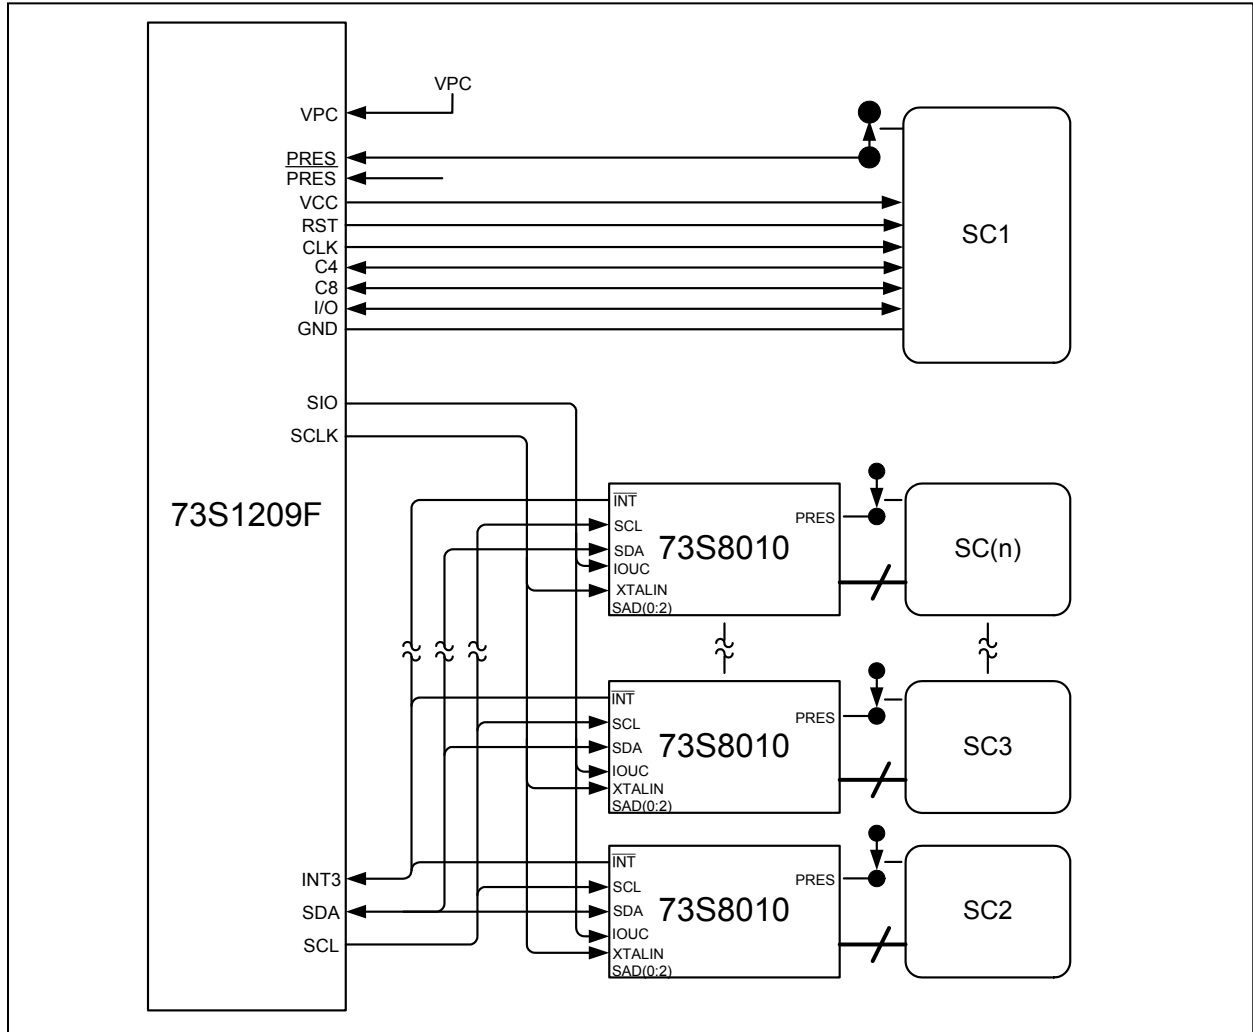 VPC
VPC
PRES
PRES
VCC
RST
CLK
C4
C8
I/O
GND
SC1
SIO
SCLK
73S1209F
INT
SCL
SDA
IOUC
XTALIN
SAD(0:2)
73S8010
PRES
SC(n)
INT
SCL
SDA
IOUC
XTALIN
SAD(0:2)
73S8010
PRES
SC3
INT
SCL
SDA
IOUC
XTALIN
SAD(0:2)
73S8010
PRES
SC2
INT3
SDA
SCL